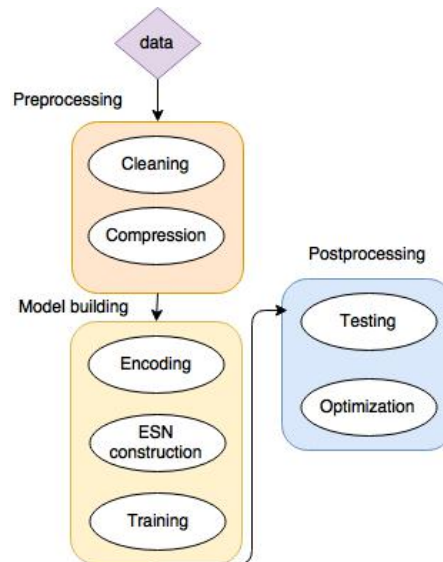 data
Preprocessing
Cleaning
Compression
Model building
Encoding
ESN
construction
Training
Postprocessing
Testing
Optimization